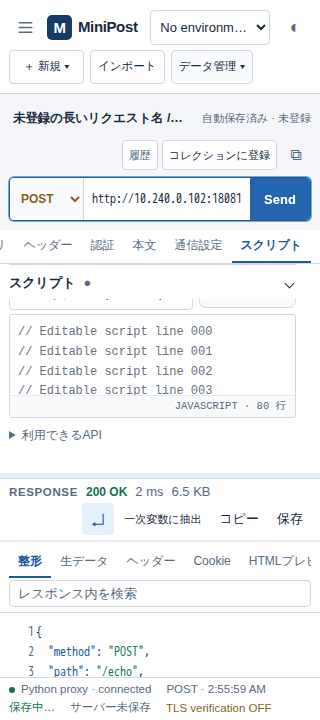 M MiniPost No environm…
＋ 新規 ▾ インポート データ管理 ▾
未登録の長いリクエスト名 /… 自動保存済み · 未登録
履歴 コレクションに登録
POST http://10.240.0.102:18081 Send
ヘッダー 認証 本文 通信設定 スクリプト
スクリプト
// Editable script line 000
// Editable script line 001
// Editable script line 002
// Editable script line 003
JAVASCRIPT · 80 行
▶ 利用できるAPI
RESPONSE 200 OK 2 ms 6.5 KB
一次変数に抽出 コピー 保存
整形 生データ ヘッダー Cookie HTMLプレビ
レスポンス内を検索
1 {
2 "method": "POST",
3 "path": "/echo",
Python proxy · connected POST · 2:55:59 AM
保存中… サーバー未保存 TLS verification OFF